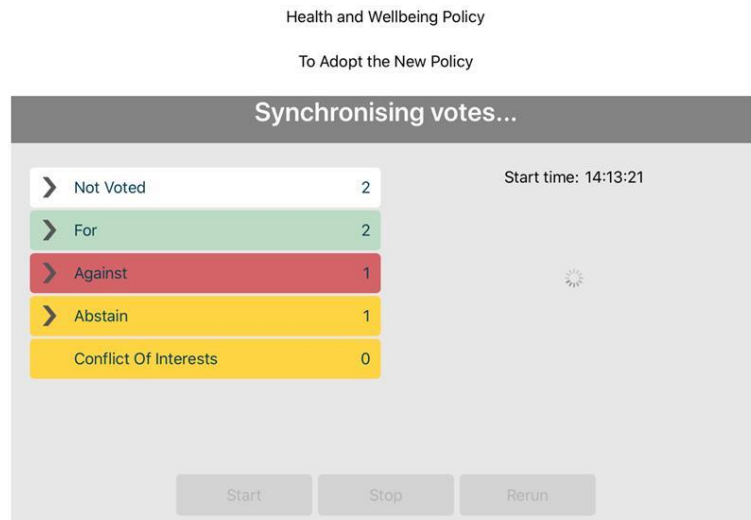 Health and Wellbeing Policy
To Adopt the New Policy
Synchronising votes...
Not Voted 2
Start time: 14:13:21
For 2
Against 1
Abstain 1
Conflict Of Interests 0
Start Stop Rerun